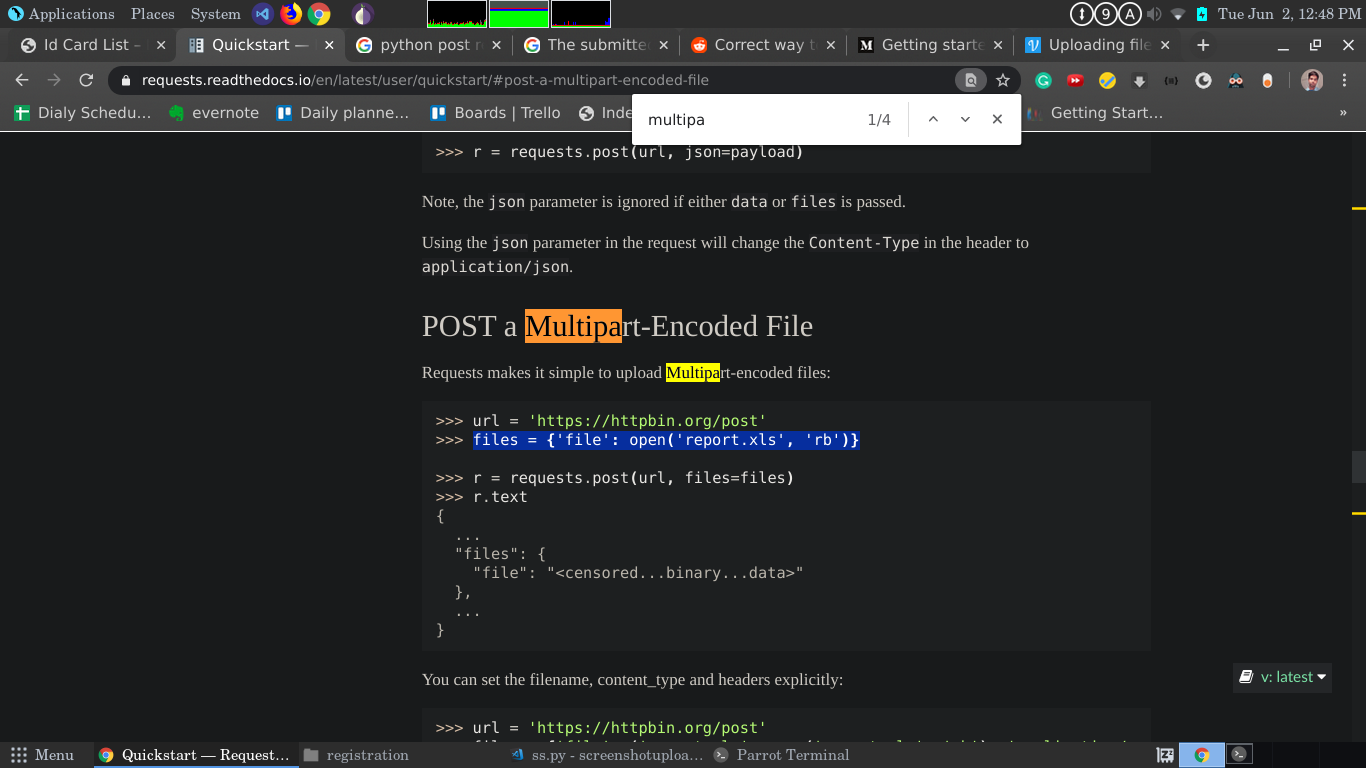 Applications Places System Tue Jun 2, 12:48 PM
Id Card List – Quickstart — python post r The submitte Correct way t Getting starte Uploading file
requests.readthedocs.io/en/latest/user/quickstart/#post-a-multipart-encoded-file
Dialy Schedu... evernote Daily planne... Boards | Trello Inde Getting Start... »
multipa 1/4
>>> r = requests.post(url, json=payload)
Note, the json parameter is ignored if either data or files is passed.
Using the json parameter in the request will change the Content-Type in the header to
application/json.
POST a Multipart-Encoded File
Requests makes it simple to upload Multipart-encoded files:
>>> url = 'https://httpbin.org/post'
>>> files = {'file': open('report.xls', 'rb')}
>>> r = requests.post(url, files=files)
>>> r.text
{
...
"files": {
"file": "<censored...binary...data>"
},
...
}
You can set the filename, content_type and headers explicitly:
v: latest
>>> url = 'https://httpbin.org/post'
Menu Quickstart — Request... registration ss.py - screenshotuploa... Parrot Terminal